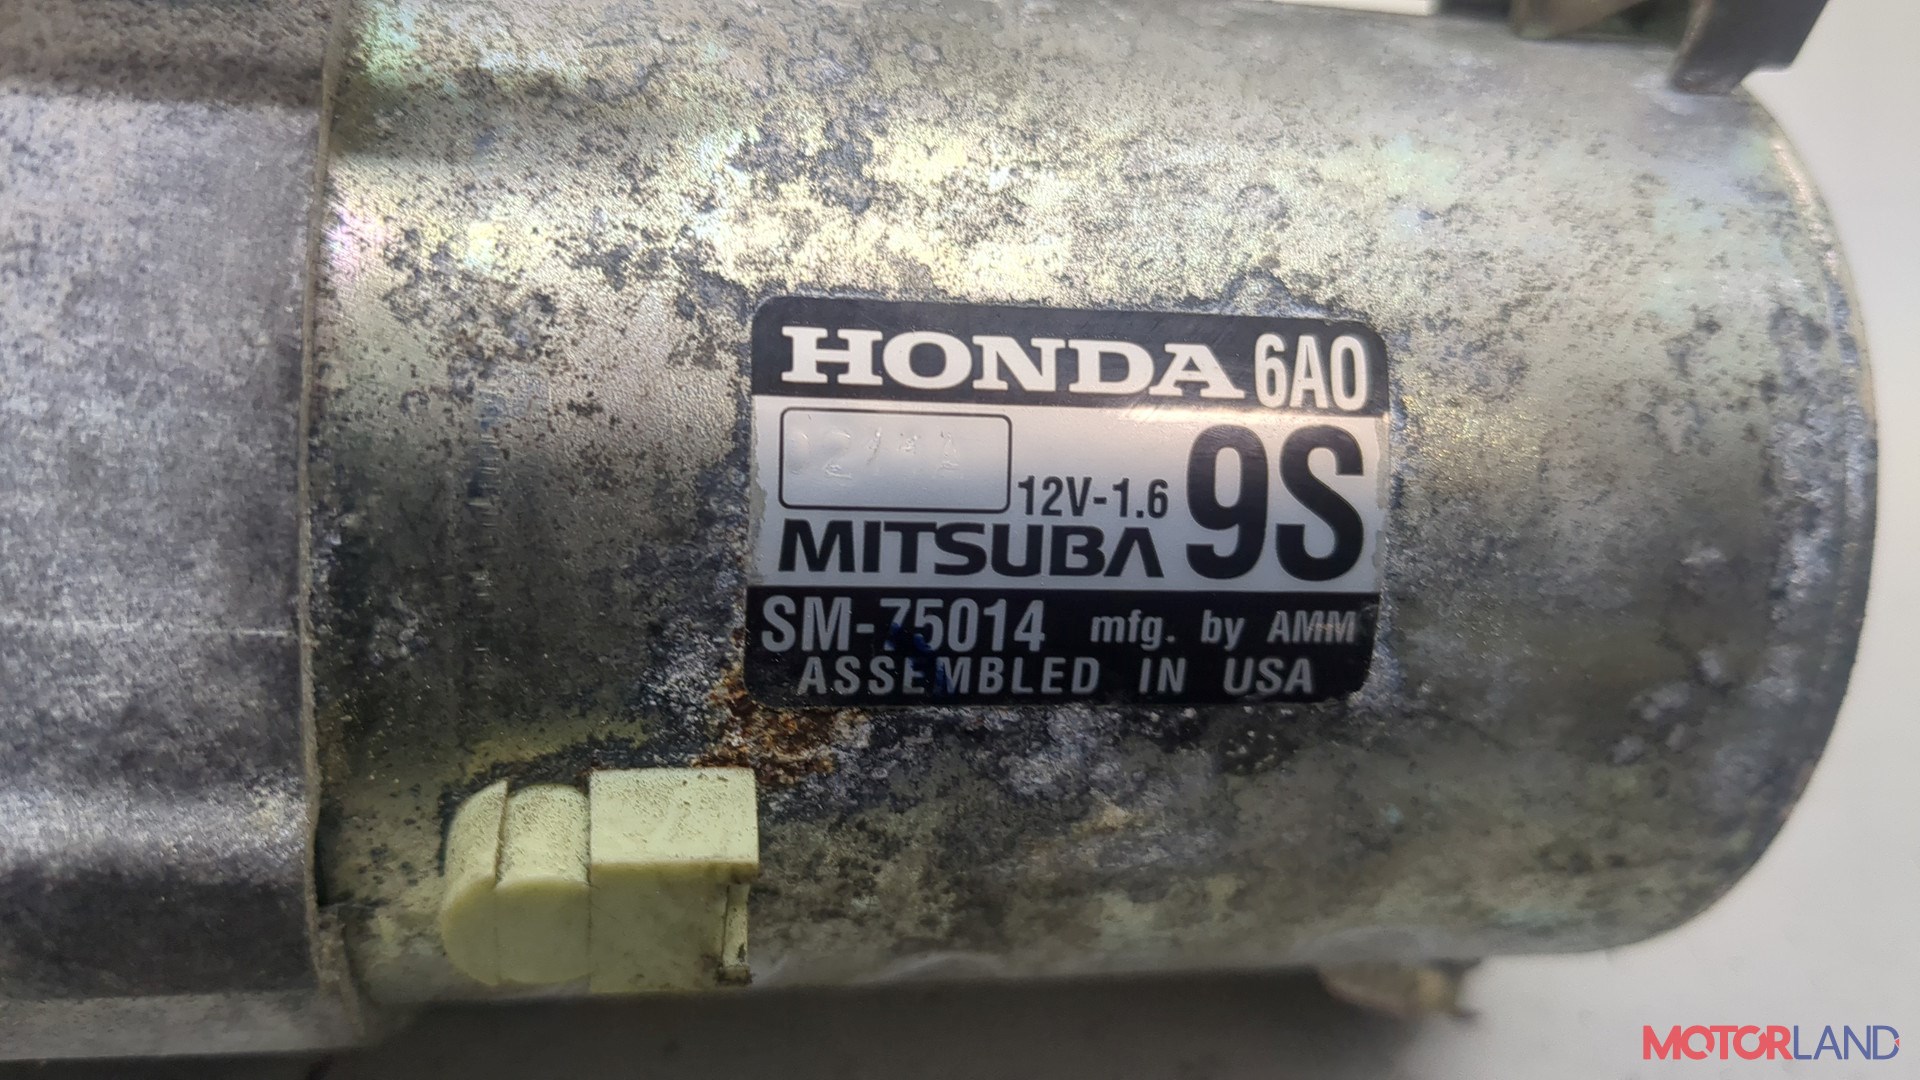 HONDA 6A0
12V-1.6 9S
MITSUBA
SM-75014 mfg. by AMM
ASSEMBLED IN USA
MOTORLAND